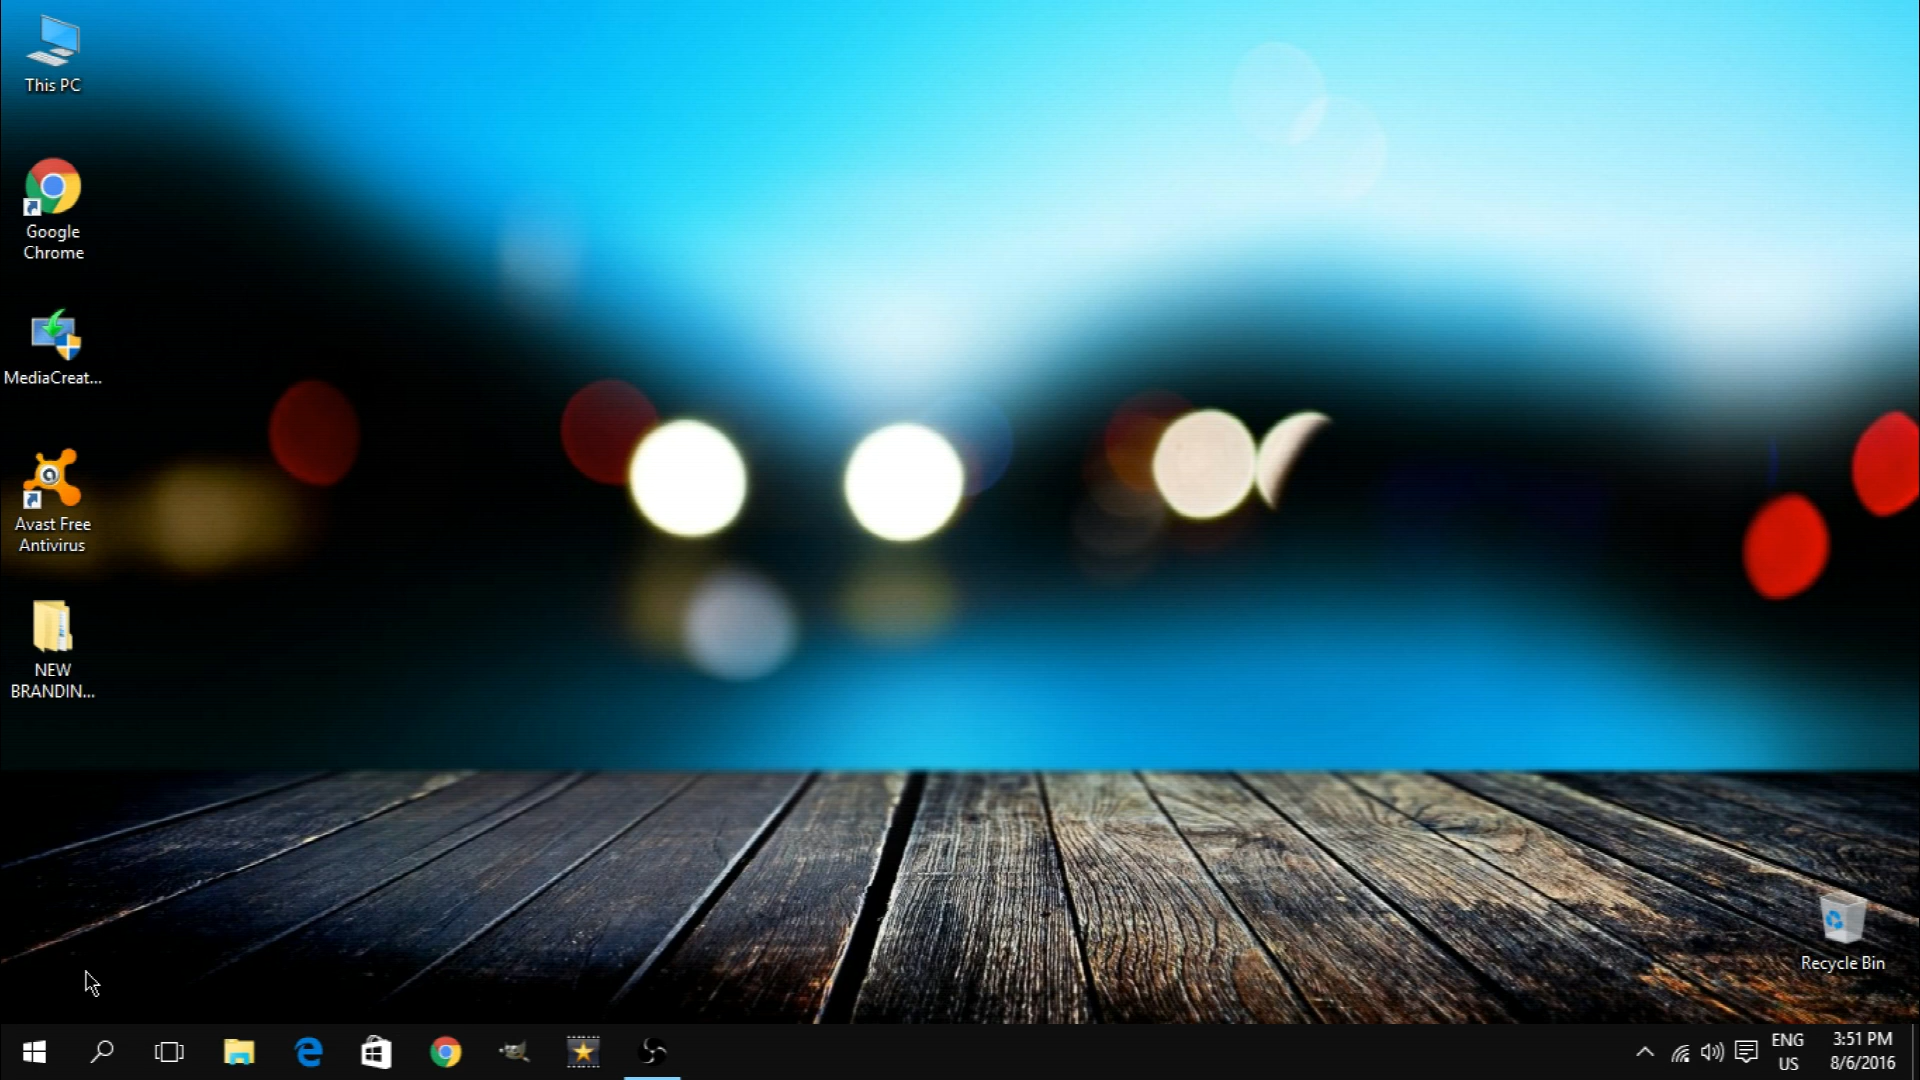 This PC
Google
Chrome
MediaCreat...
Avast Free
Antivirus
NEW
BRANDIN...
Recycle Bin
ENG
US
3:51 PM
8/6/2016